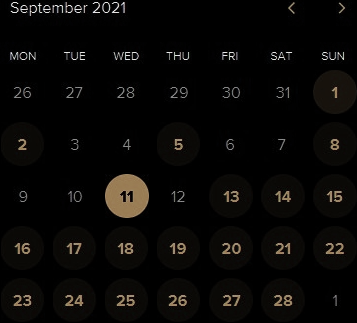 September 2021
MON TUE WED THU FRI SAT SUN
26 27 28 29 30 31 1
2 3 4 5 6 7 8
9 10 11 12 13 14 15
16 17 18 19 20 21 22
23 24 25 26 27 28 1